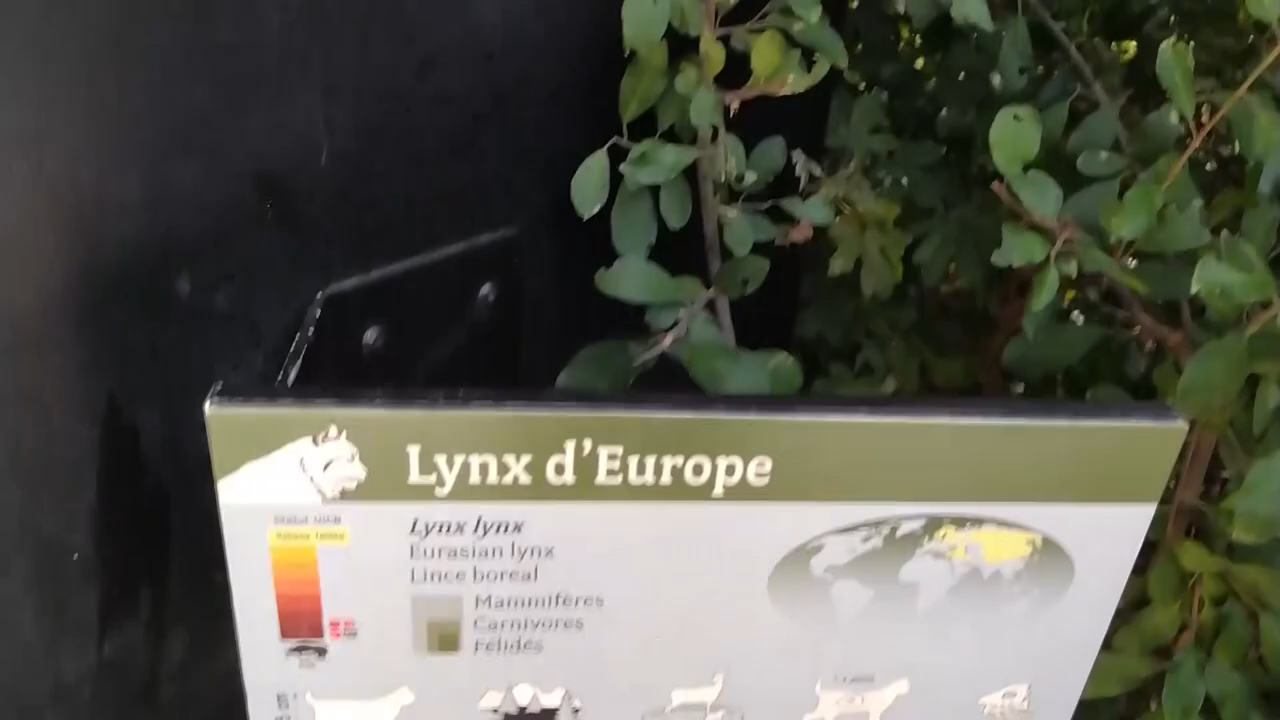 Lynx d'Europe
Lynx lynx
Eurasian lynx
Lince boreal
Mammifères
Carnivores
Félidés